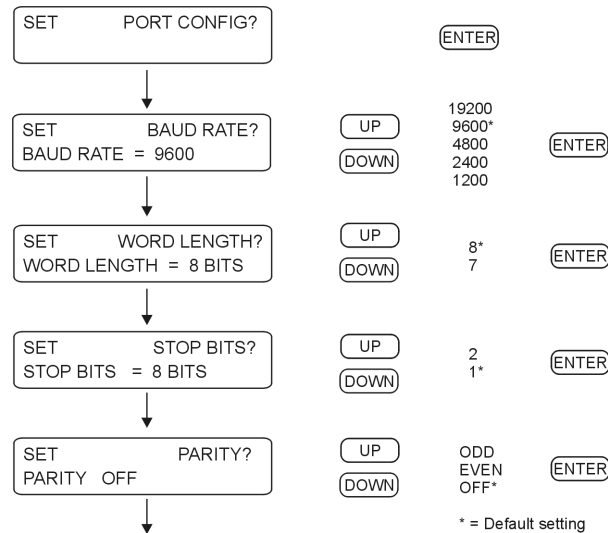 SET PORT CONFIG?
ENTER
SET BAUD RATE?
BAUD RATE = 9600
UP
DOWN
19200
9600*
4800
2400
1200
ENTER
SET WORD LENGTH?
WORD LENGTH = 8 BITS
UP
DOWN
8*
7
ENTER
SET STOP BITS?
STOP BITS = 8 BITS
UP
DOWN
2
1*
ENTER
SET PARITY?
PARITY OFF
UP
DOWN
ODD
EVEN
OFF*
ENTER
* = Default setting